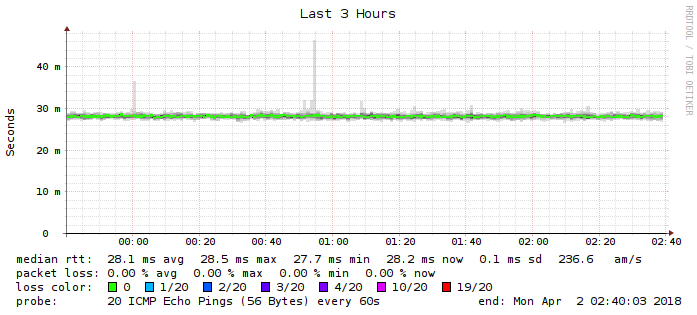 Last 3 Hours
RRDTOOL / TOBI OETIKER
Seconds
40 m
30 m
20 m
10 m
0
00:00 00:20 00:40 01:00 01:20 01:40 02:00 02:20 02:40
median rtt: 28.1 ms avg 28.5 ms max 27.7 ms min 28.2 ms now 0.1 ms sd 236.6 am/s
packet loss: 0.00 % avg 0.00 % max 0.00 % min 0.00 % now
loss color: 0 1/20 2/20 3/20 4/20 10/20 19/20
probe: 20 ICMP Echo Pings (56 Bytes) every 60s end: Mon Apr 2 02:40:03 2018